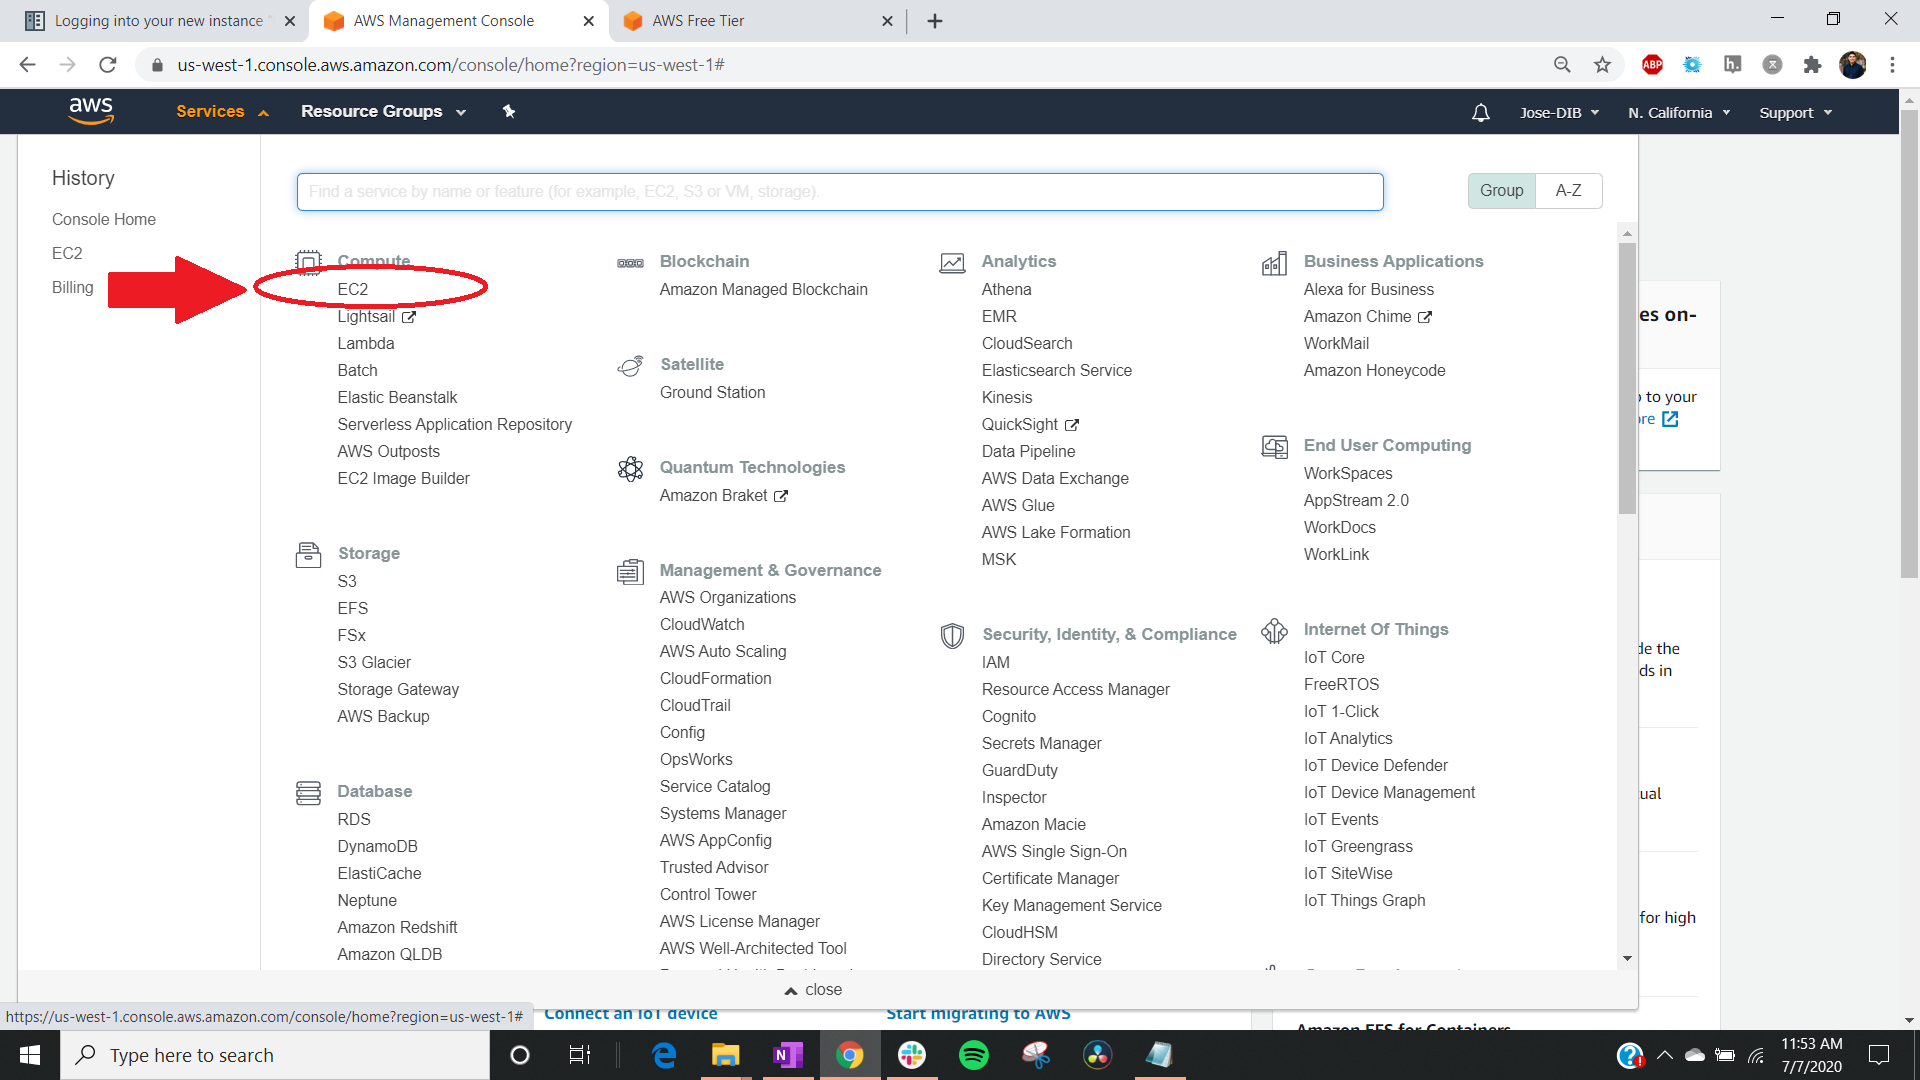 Logging into your new instance
AWS Management Console
AWS Free Tier
us-west-1.console.aws.amazon.com/console/home?region=us-west-1#
ABP
h.
aws
Services
Resource Groups
Jose-DIB
N. California
Support
History
Console Home
EC2
Billing
Find a service by name or feature (for example, EC2, S3 or VM, storage).
Group
A-Z
Compute
EC2
Lightsail
Lambda
Batch
Elastic Beanstalk
Serverless Application Repository
AWS Outposts
EC2 Image Builder
Storage
S3
EFS
FSx
S3 Glacier
Storage Gateway
AWS Backup
Database
RDS
DynamoDB
ElastiCache
Neptune
Amazon Redshift
Amazon QLDB
Blockchain
Amazon Managed Blockchain
Satellite
Ground Station
Quantum Technologies
Amazon Braket
Management & Governance
AWS Organizations
CloudWatch
AWS Auto Scaling
CloudFormation
CloudTrail
Config
OpsWorks
Service Catalog
Systems Manager
AWS AppConfig
Trusted Advisor
Control Tower
AWS License Manager
AWS Well-Architected Tool
Analytics
Athena
EMR
CloudSearch
Elasticsearch Service
Kinesis
QuickSight
Data Pipeline
AWS Data Exchange
AWS Glue
AWS Lake Formation
MSK
Security, Identity, & Compliance
IAM
Resource Access Manager
Cognito
Secrets Manager
GuardDuty
Inspector
Amazon Macie
AWS Single Sign-On
Certificate Manager
Key Management Service
CloudHSM
Directory Service
Business Applications
Alexa for Business
Amazon Chime
WorkMail
Amazon Honeycode
End User Computing
WorkSpaces
AppStream 2.0
WorkDocs
WorkLink
Internet Of Things
IoT Core
FreeRTOS
IoT 1-Click
IoT Analytics
IoT Device Defender
IoT Device Management
IoT Events
IoT Greengrass
IoT SiteWise
IoT Things Graph
es on-
to your
re
de the
ds in
ual
for high
close
https://us-west-1.console.aws.amazon.com/console/home?region=us-west-1#
Connect an IoT device
Start migrating to AWS
Amazon EFS for Containers
Type here to search
11:53 AM
7/7/2020